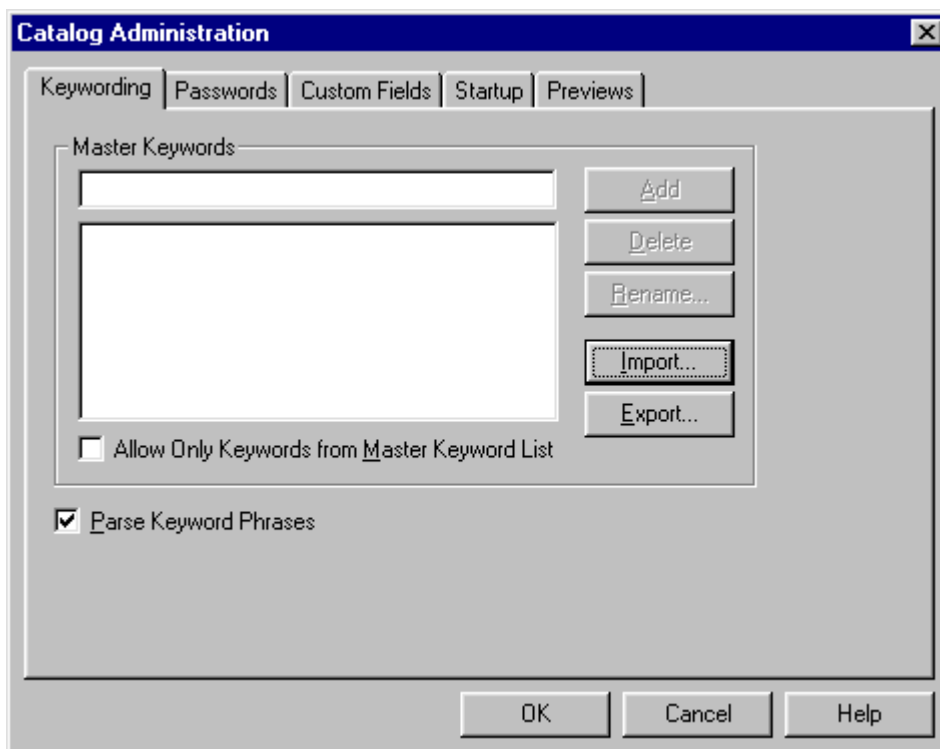 Catalog Administration
Keywording Passwords Custom Fields Startup Previews
Master Keywords
Add
Delete
Rename...
Import...
Export...
Allow Only Keywords from Master Keyword List
Parse Keyword Phrases
OK Cancel Help